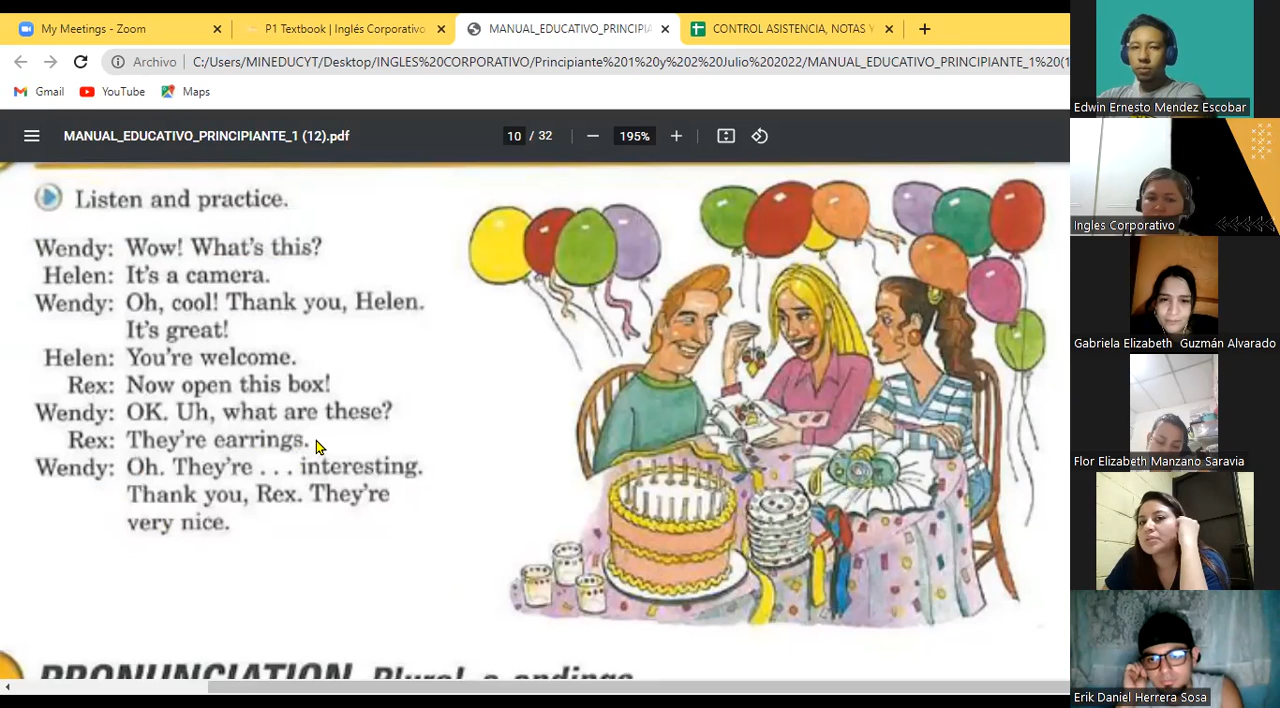 My Meetings - Zoom
P1 Textbook | Inglés Corporativo
MANUAL_EDUCATIVO_PRINCIPIA
CONTROL ASISTENCIA, NOTAS Y
Archivo
C:/Users/MINEDUCYT/Desktop/INGLES%20CORPORATIVO/Principiante%201%20y%202%20Julio%202022/MANUAL_EDUCATIVO_PRINCIPIANTE_1%20(1
Gmail
YouTube
Maps
MANUAL_EDUCATIVO_PRINCIPIANTE_1 (12).pdf
10 / 32
195%
Listen and practice.
Wendy: Wow! What's this?
Helen: It's a camera.
Wendy: Oh, cool! Thank you, Helen.
It's great!
Helen: You're welcome.
Rex: Now open this box!
Wendy: OK. Uh, what are these?
Rex: They're earrings.
Wendy: Oh. They're . . . interesting.
Thank you, Rex. They're
very nice.
PRONUNCIATION Plural s endings
Edwin Ernesto Mendez Escobar
Ingles Corporativo
Gabriela Elizabeth Guzmán Alvarado
Flor Elizabeth Manzano Saravia
Erik Daniel Herrera Sosa